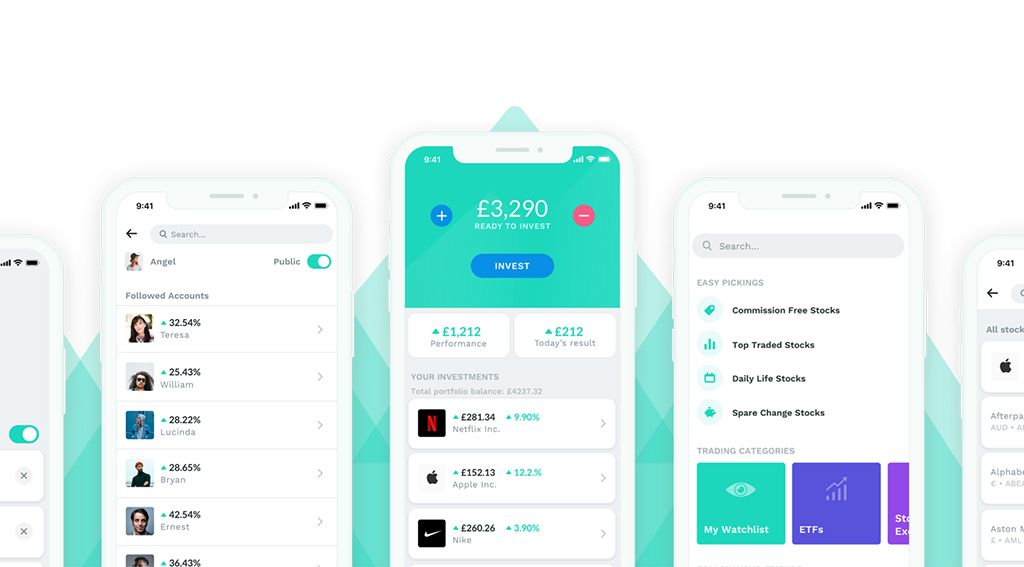 9:41
Search...
Angel
Public
Followed Accounts
32.54%
Teresa
25.43%
William
28.22%
Lucinda
28.65%
Bryan
42.54%
Ernest
36.43%
9:41
£3,290
READY TO INVEST
INVEST
£1,212
Performance
£212
Today's result
YOUR INVESTMENTS
Total portfolio balance: £4237.32
N
£281.34 9.90%
Netflix Inc.
£152.13 12.2.%
Apple Inc.
£260.26 3.90%
Nike
9:41
Search...
EASY PICKINGS
Commission Free Stocks
Top Traded Stocks
Daily Life Stocks
Spare Change Stocks
TRADING CATEGORIES
My Watchlist
ETFs
Sto
Exc
9:41
All stock
Afterpa
AUD • A
Alphabe
€ • ABEA
Aston M
£ • AML